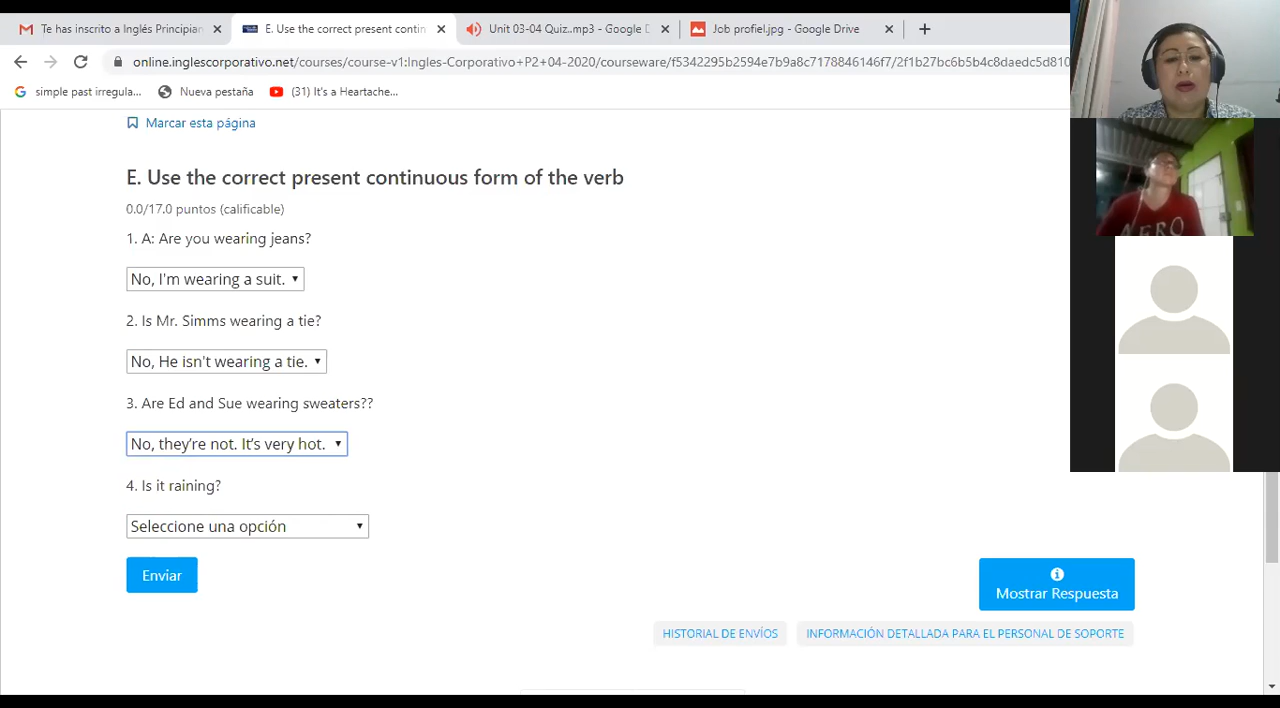 Te has inscrito a Inglés Principian
E. Use the correct present contin
Unit 03-04 Quiz..mp3 - Google D
Job profiel.jpg - Google Drive
online.inglescorporativo.net/courses/course-v1:Ingles-Corporativo+P2+04-2020/courseware/f5342295b2594e7b9a8c7178846146f7/2f1b27bc6b5b4c8daedc5d810
simple past irregula...
Nueva pestaña
(31) It's a Heartache...
Marcar esta página
E. Use the correct present continuous form of the verb
0.0/17.0 puntos (calificable)
1. A: Are you wearing jeans?
No, I'm wearing a suit.
2. Is Mr. Simms wearing a tie?
No, He isn't wearing a tie.
3. Are Ed and Sue wearing sweaters??
No, they’re not. It’s very hot.
4. Is it raining?
Seleccione una opción
Enviar
Mostrar Respuesta
HISTORIAL DE ENVÍOS
INFORMACIÓN DETALLADA PARA EL PERSONAL DE SOPORTE